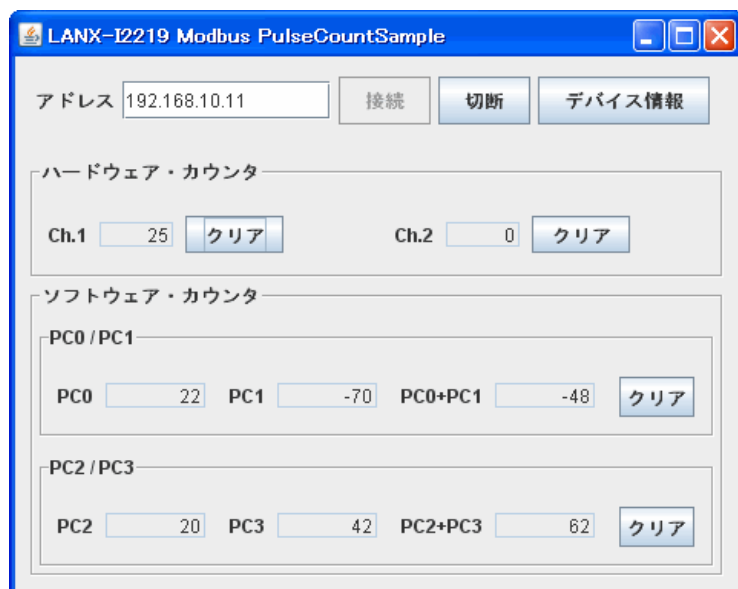 LANX-I2219 Modbus PulseCountSample
アドレス 192.168.10.11 接続 切断 デバイス情報
ハードウェア・カウンタ
Ch.1 25 クリア Ch.2 0 クリア
ソフトウェア・カウンタ
PC0 / PC1
PC0 22 PC1 -70 PC0+PC1 -48 クリア
PC2 / PC3
PC2 20 PC3 42 PC2+PC3 62 クリア